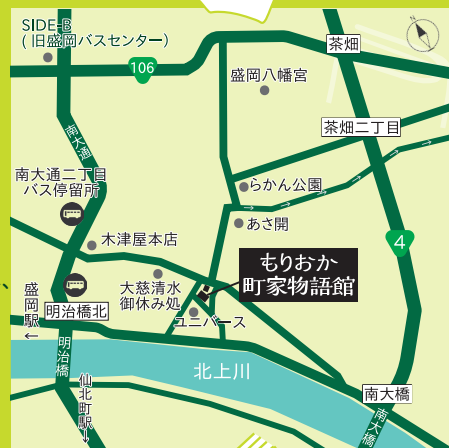 N
SIDE-B
( 旧盛岡バスセンター)
106
茶畑
盛岡八幡宮
茶畑二丁目
南大通
南大通二丁目
バス停留所
らかん公園
あさ開
4
木津屋本店
もりおか
町家物語館
大慈清水
御休み処
盛岡駅←
明治橋北
ユニバース
明治橋
北上川
仙北町駅↓
南大橋
南大橋